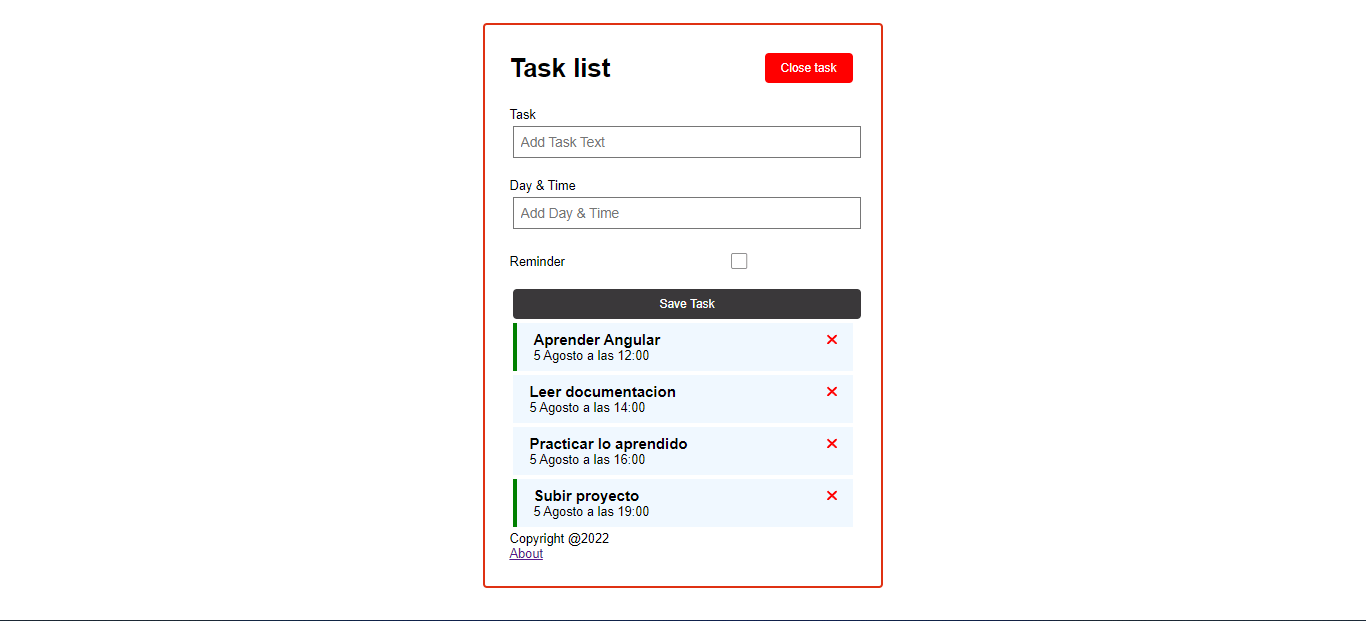 Task list
Close task
Task
Add Task Text
Day & Time
Add Day & Time
Reminder
Save Task
Aprender Angular
5 Agosto a las 12:00
Leer documentacion
5 Agosto a las 14:00
Practicar lo aprendido
5 Agosto a las 16:00
Subir proyecto
5 Agosto a las 19:00
Copyright @2022
About